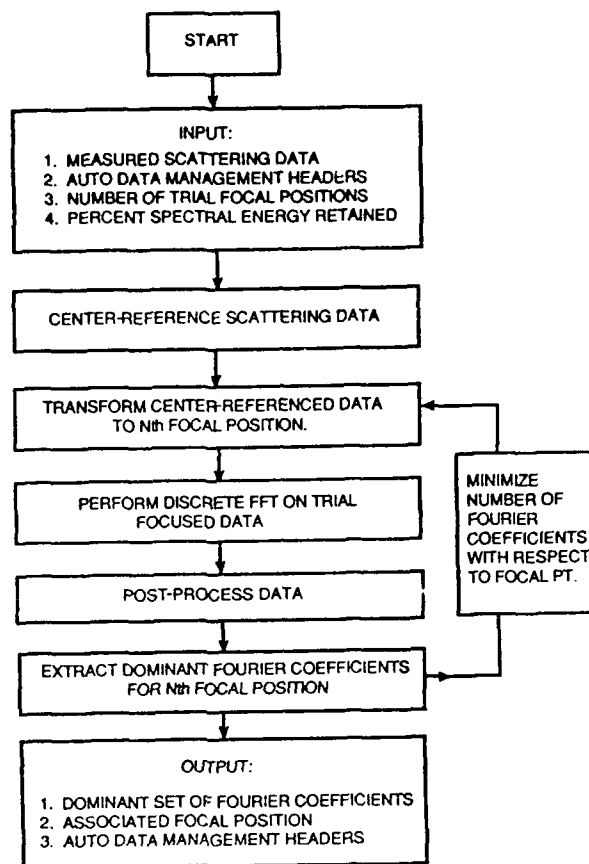 START
INPUT:
1. MEASURED SCATTERING DATA
2. AUTO DATA MANAGEMENT HEADERS
3. NUMBER OF TRIAL FOCAL POSITIONS
4. PERCENT SPECTRAL ENERGY RETAINED
CENTER-REFERENCE SCATTERING DATA
TRANSFORM CENTER-REFERENCED DATA
TO Nth FOCAL POSITION.
PERFORM DISCRETE FFT ON TRIAL
FOCUSED DATA
POST-PROCESS DATA
EXTRACT DOMINANT FOURIER COEFFICIENTS
FOR Nth FOCAL POSITION
MINIMIZE
NUMBER OF
FOURIER
COEFFICIENTS
WITH RESPECT
TO FOCAL PT.
OUTPUT:
1. DOMINANT SET OF FOURIER COEFFICIENTS
2. ASSOCIATED FOCAL POSITION
3. AUTO DATA MANAGEMENT HEADERS